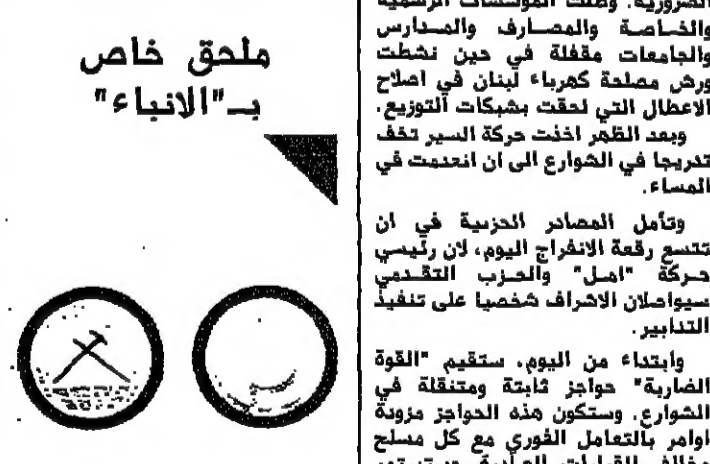 ملحق خاص
بـ"الانباء"
الضرورية. وظلت المؤسسات الرسمية
والخاصة والمصارف والمدارس
والجامعات مقفلة في حين نشطت
ورش مصلحة كهرباء لبنان في اصلاح
الاعطال التي لحقت بشبكات التوزيع.
وبعد الظهر اخذت حركة السير تخف
تدريجا في الشوارع الى ان انعدمت في
المساء.
وتأمل المصادر الحزبية في ان
تتسع رقعة الانفراج اليوم، لان رئيسي
حركة "امل" والحزب التقدمي
سيواصلان الاشراف شخصيا على تنفيذ
التدابير.
وابتداء من اليوم، ستقيم "القوة
الضاربة" حواجز ثابتة ومتنقلة في
الشوارع. وستكون هذه الحواجز مزودة
اوامر بالتعامل الفوري مع كل مسلح